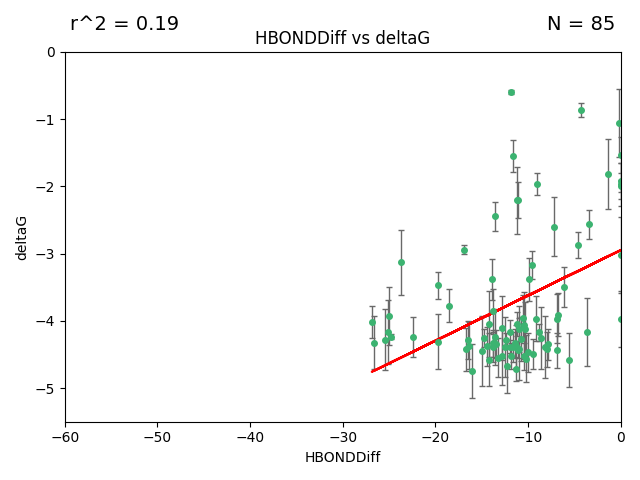 r^2 = 0.19
N = 85
HBONDDiff vs deltaG
0
−1
−2
−3
−4
−5
deltaG
−60 −50 −40 −30 −20 −10 0
HBONDDiff